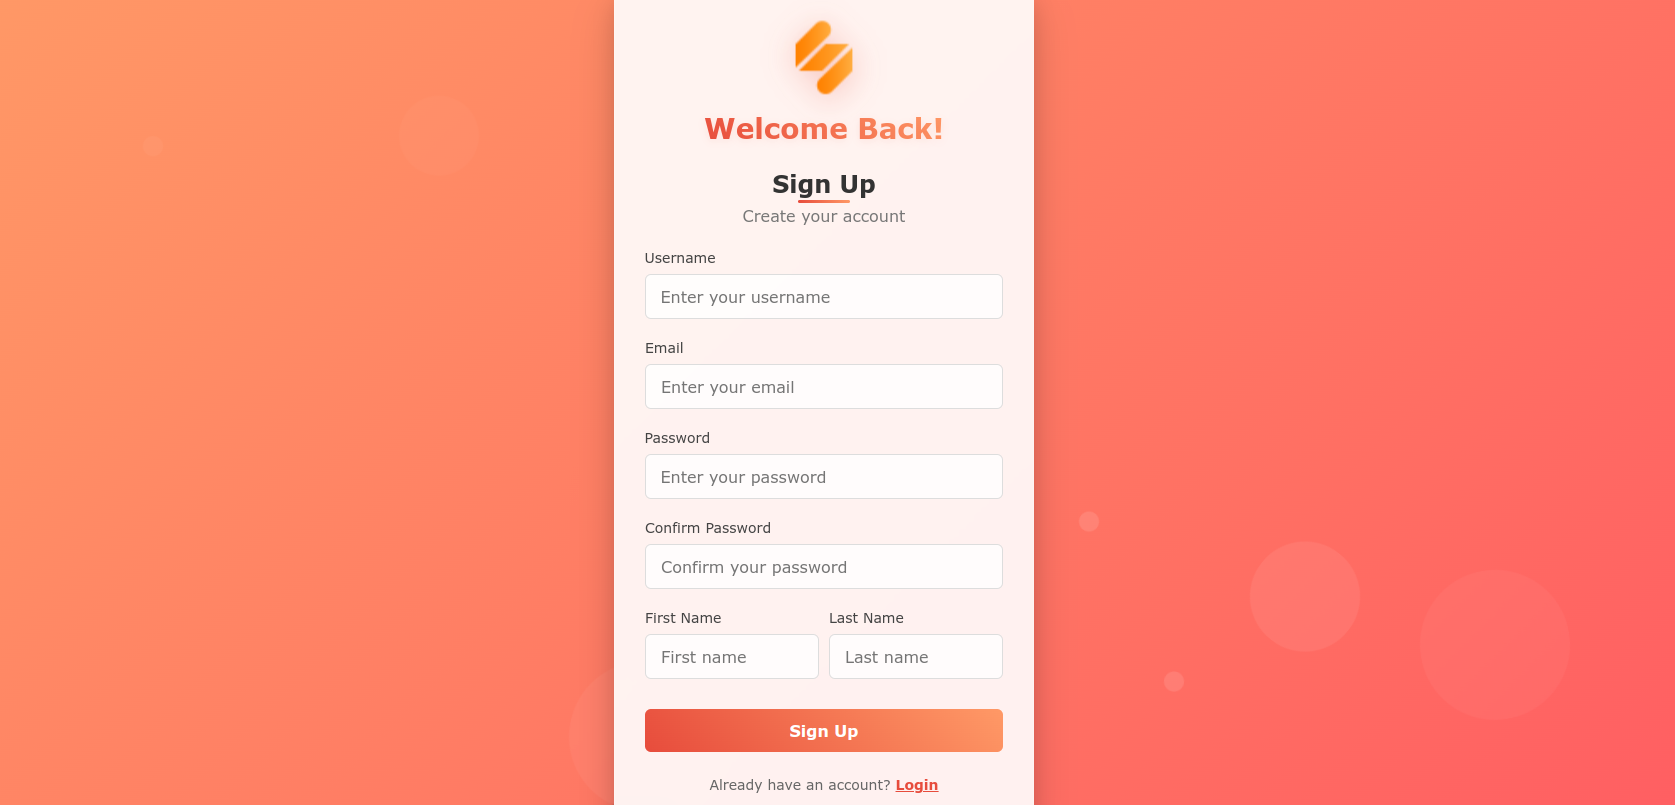 Welcome Back!
Sign Up
Create your account
Username
Enter your username
Email
Enter your email
Password
Enter your password
Confirm Password
Confirm your password
First Name
Last Name
First name
Last name
Sign Up
Already have an account? Login